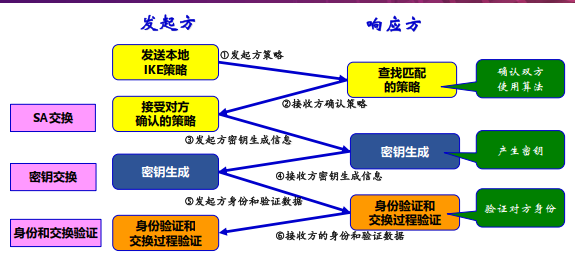 发起方
响应方
发送本地
IKE策略
①发起方策略
查找匹配
的策略
确认双方
使用算法
SA交换
接受对方
确认的策略
②接收方确认策略
③发起方密钥生成信息
密钥生成
产生密钥
密钥交换
密钥生成
④接收方密钥生成信息
⑤发起方身份和验证数据
身份验证和
交换过程验证
验证对方身份
身份和交换验证
身份验证和
交换过程验证
⑥接收方的身份和验证数据